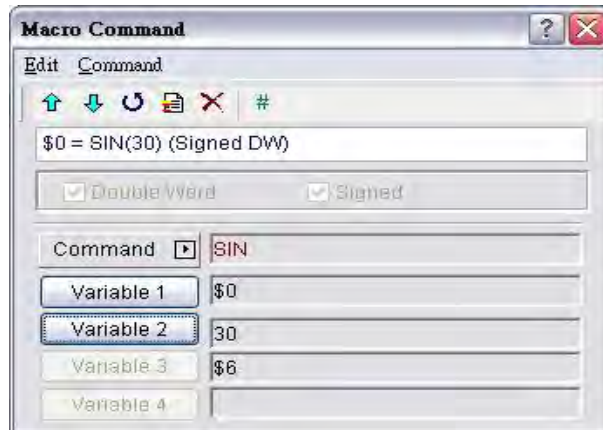 Macro Command
Edit Command
#
$0 = SIN(30) (Signed DW)
Double Word Signed
Command SIN
Variable 1 $0
Variable 2 30
Variable 3 $6
Variable 4